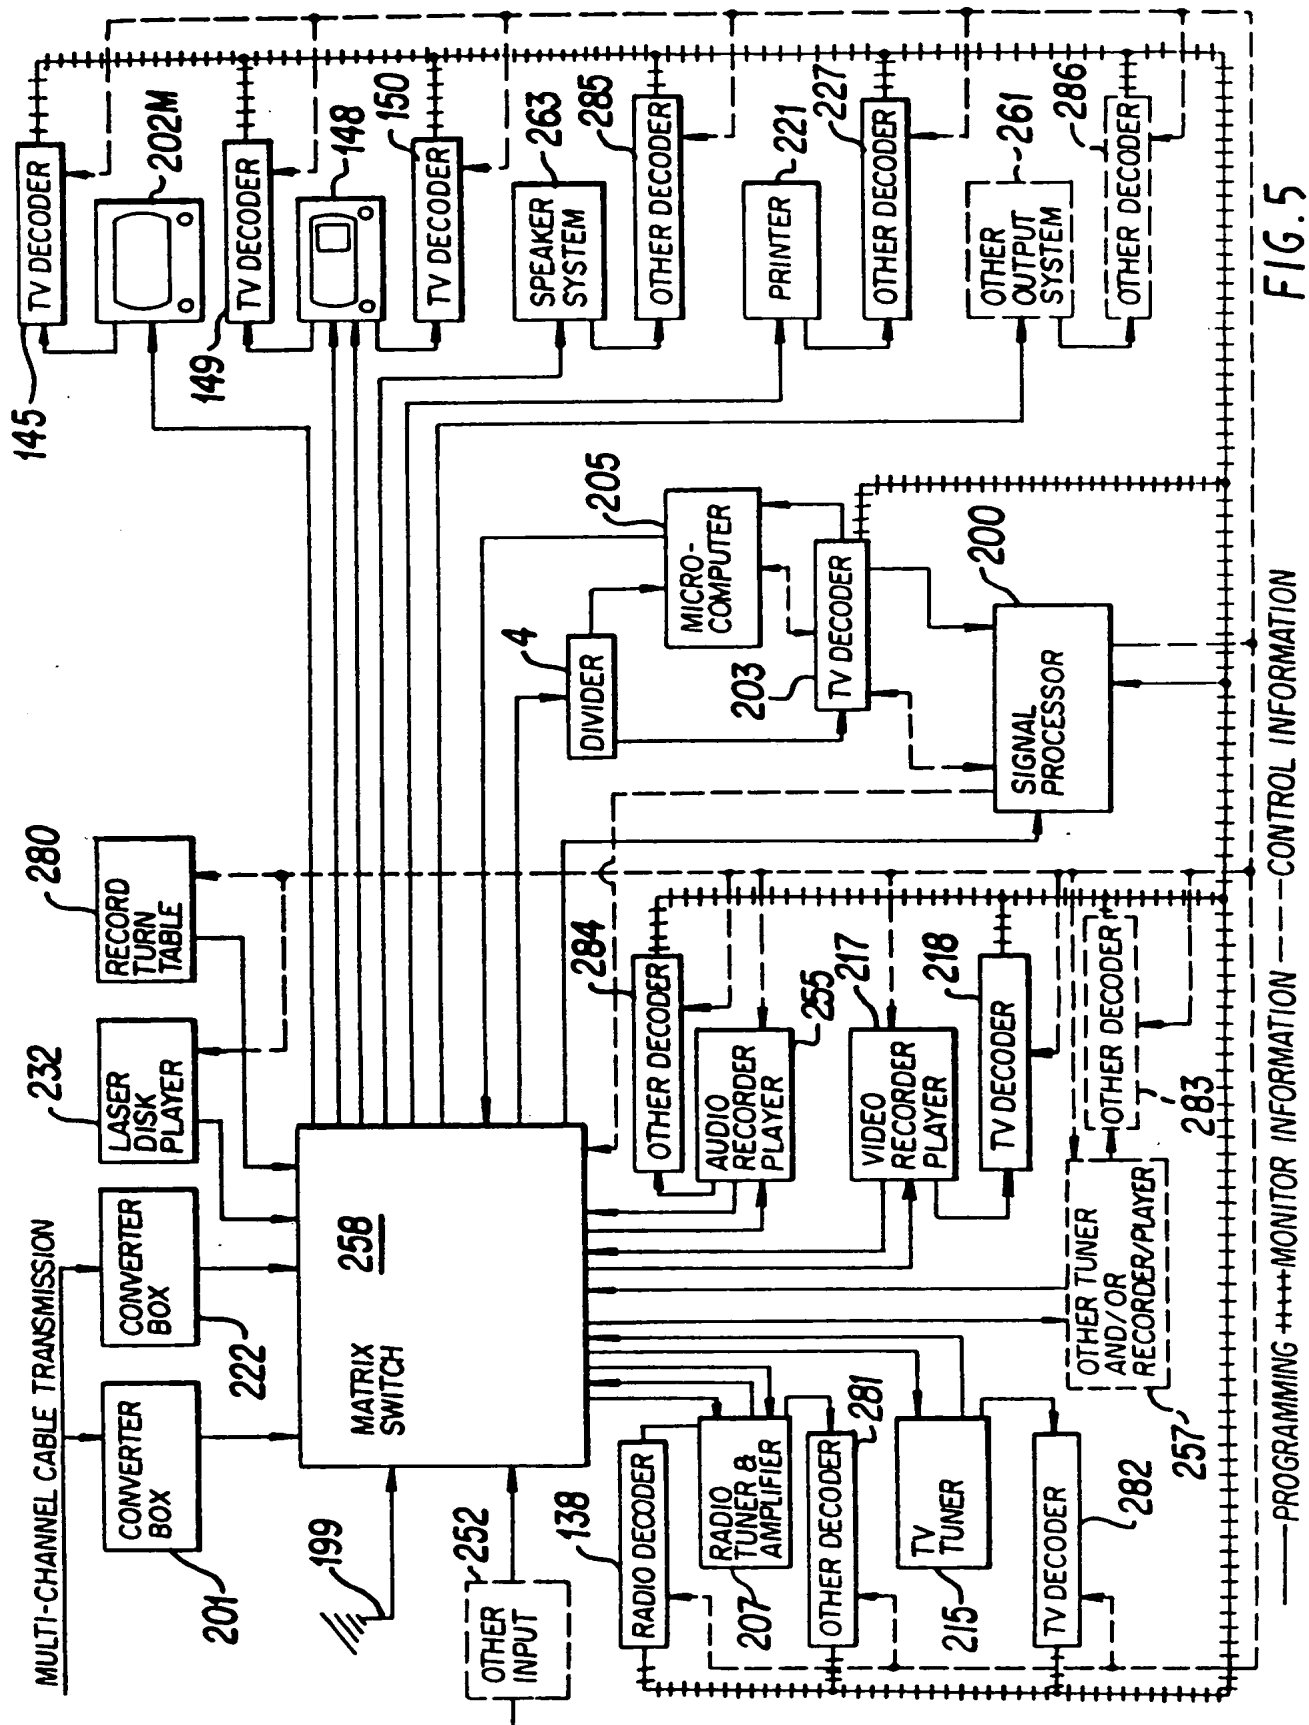 MULTI-CHANNEL CABLE TRANSMISSION
CONVERTER
BOX
201
CONVERTER
BOX
222
LASER
DISK
PLAYER
232
RECORD
TURN
TABLE
280
199
OTHER
INPUT
252
MATRIX
SWITCH
258
TV DECODER
145
202M
TV DECODER
149
148
TV DECODER
150
SPEAKER
SYSTEM
263
OTHER DECODER
285
PRINTER
221
OTHER DECODER
227
OTHER
OUTPUT
SYSTEM
261
OTHER DECODER
286
DIVIDER
4
MICRO-
COMPUTER
205
TV DECODER
203
SIGNAL
PROCESSOR
200
RADIO DECODER
138
RADIO
TUNER &
AMPLIFIER
207
OTHER DECODER
281
TV
TUNER
215
TV DECODER
282
OTHER DECODER
284
AUDIO
RECORDER
PLAYER
255
VIDEO
RECORDER
PLAYER
217
TV DECODER
218
OTHER TUNER
AND/OR
RECORDER/PLAYER
257
OTHER DECODER
283
PROGRAMMING MONITOR INFORMATION CONTROL INFORMATION
FIG. 5